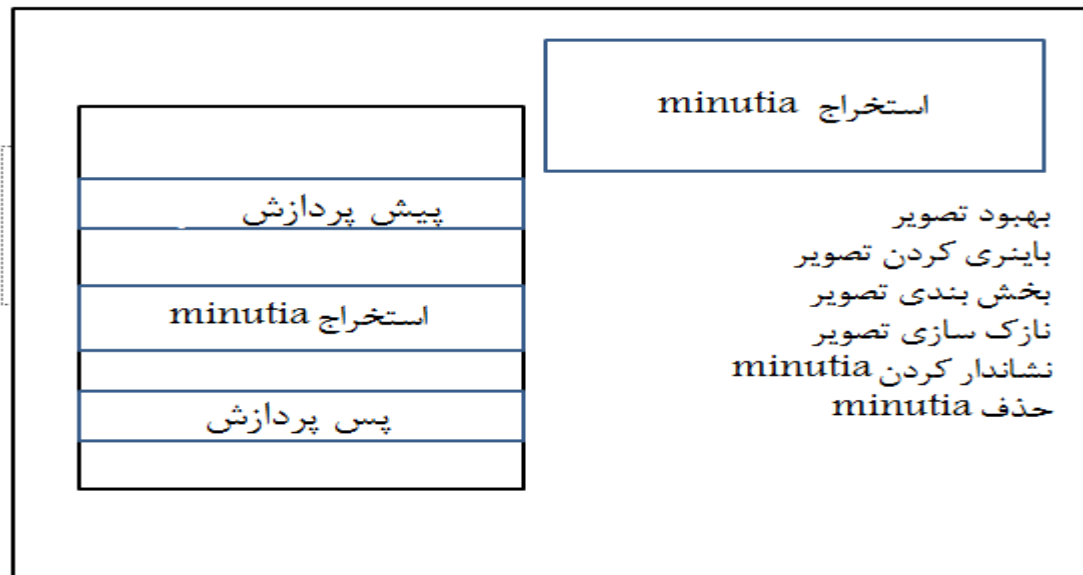 استخراج minutia
پیش پردازش
استخراج minutia
پس پردازش
بهبود تصویر
باینری کردن تصویر
بخش بندی تصویر
نازک سازی تصویر
نشاندار کردن minutia
حذف minutia